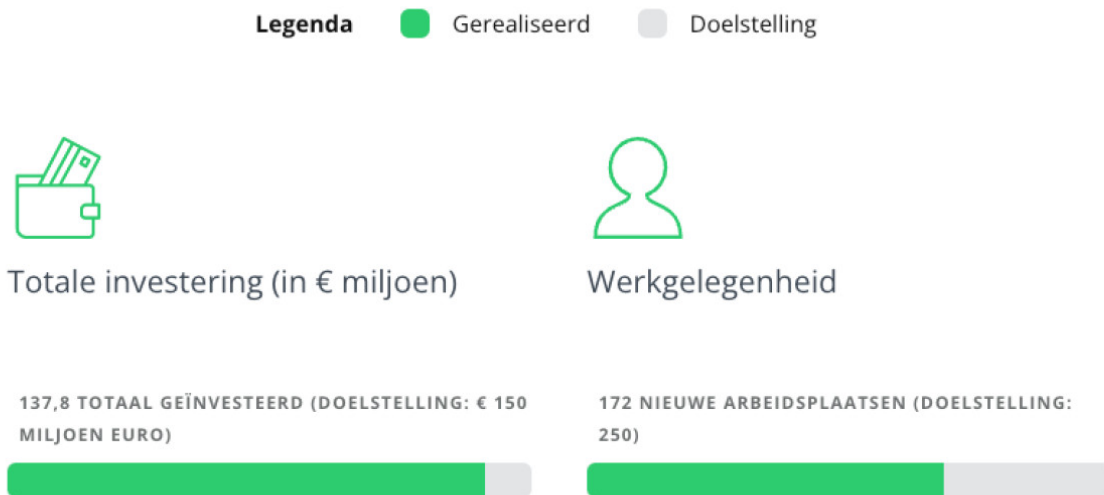 Legenda Gerealiseerd Doelstelling
Totale investering (in € miljoen)
137,8 TOTAAL GEÏNVESTEERD (DOELSTELLING: € 150
MILJOEN EURO)
Werkgelegenheid
172 NIEUWE ARBEIDSPLAATSEN (DOELSTELLING:
250)